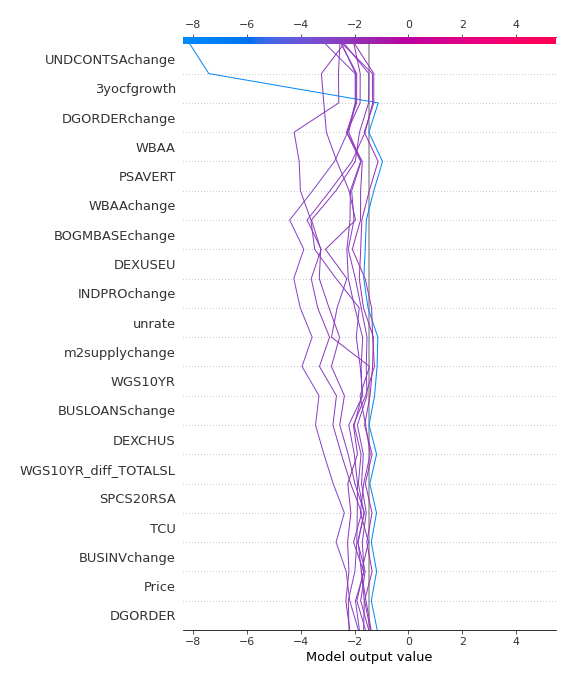 −8 −6 −4 −2 0 2 4
UNDCONTSAchange
3yocfgrowth
DGORDERchange
WBAA
PSAVERT
WBAAchange
BOGMBASEchange
DEXUSEU
INDPROchange
unrate
m2supplychange
WGS10YR
BUSLOANSchange
DEXCHUS
WGS10YR_diff_TOTALSL
SPCS20RSA
TCU
BUSINVchange
Price
DGORDER
−8 −6 −4 −2 0 2 4
Model output value